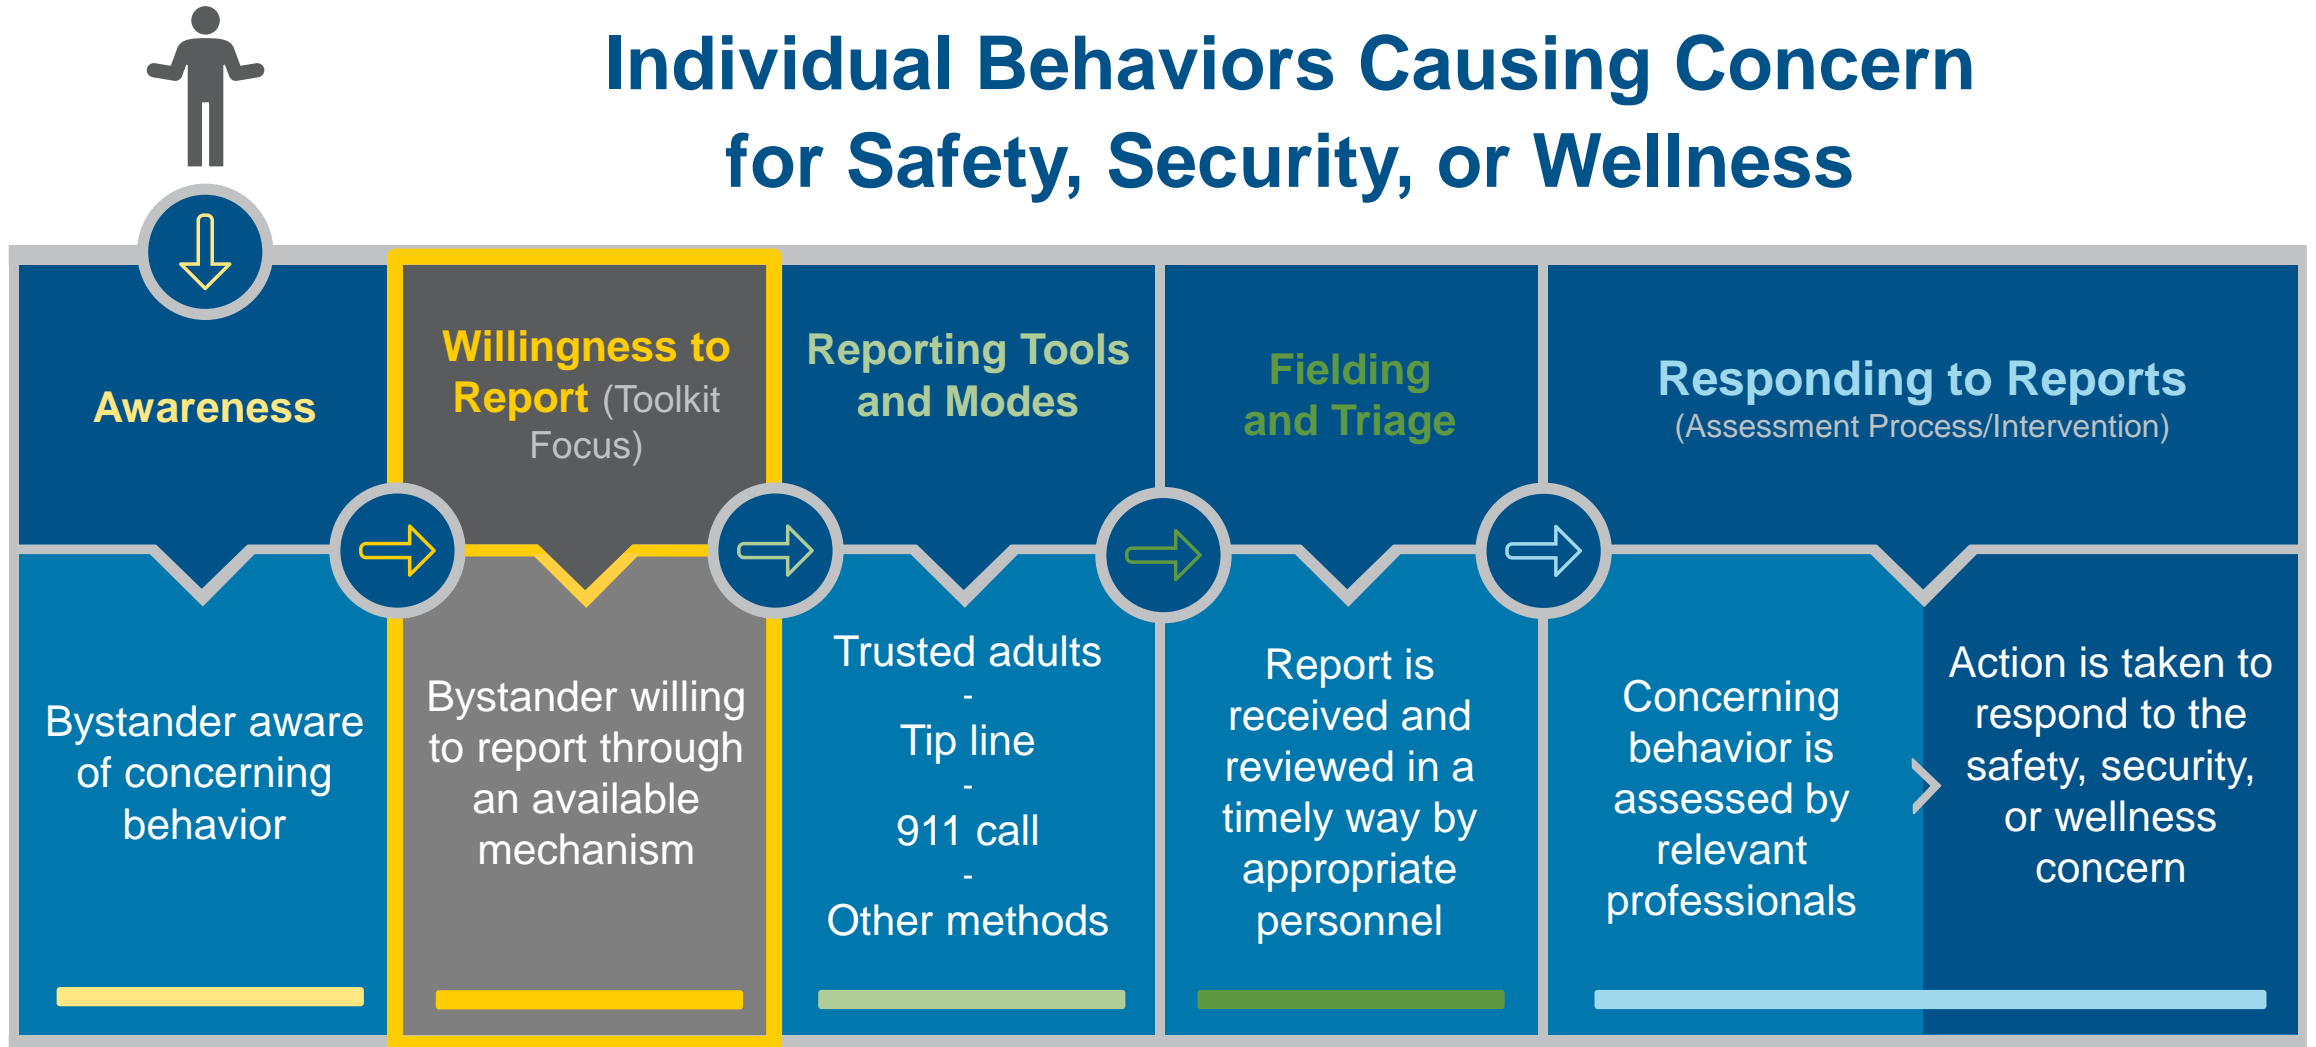 Individual Behaviors Causing Concern
for Safety, Security, or Wellness
Awareness
Bystander aware
of concerning
behavior
Willingness to
Report (Toolkit
Focus)
Bystander willing
to report through
an available
mechanism
Reporting Tools
and Modes
Trusted adults
-
Tip line
-
911 call
-
Other methods
Fielding
and Triage
Report is
received and
reviewed in a
timely way by
appropriate
personnel
Responding to Reports
(Assessment Process/Intervention)
Concerning
behavior is
assessed by
relevant
professionals
Action is taken to
respond to the
safety, security,
or wellness
concern